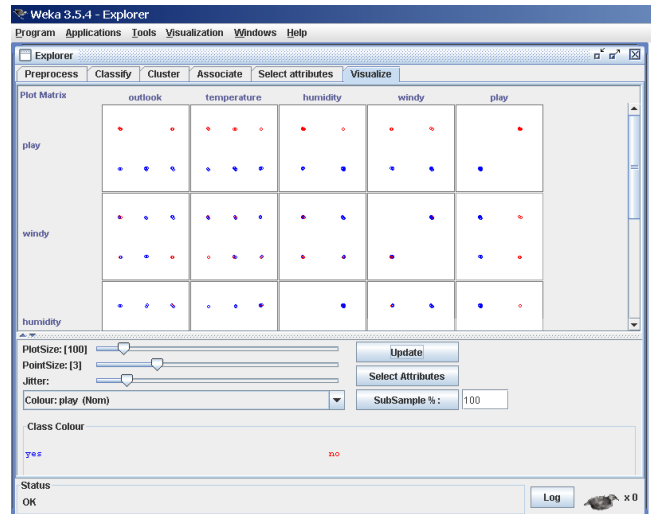 Weka 3.5.4 - Explorer
Program Applications Tools Visualization Windows Help
Explorer
Preprocess Classify Cluster Associate Select attributes Visualize
Plot Matrix outlook temperature humidity windy play
play
windy
humidity
PlotSize: [100]
PointSize: [3]
Jitter:
Update
Select Attributes
Colour: play (Nom) SubSample % : 100
Class Colour
yes no
Status
OK
Log x 0